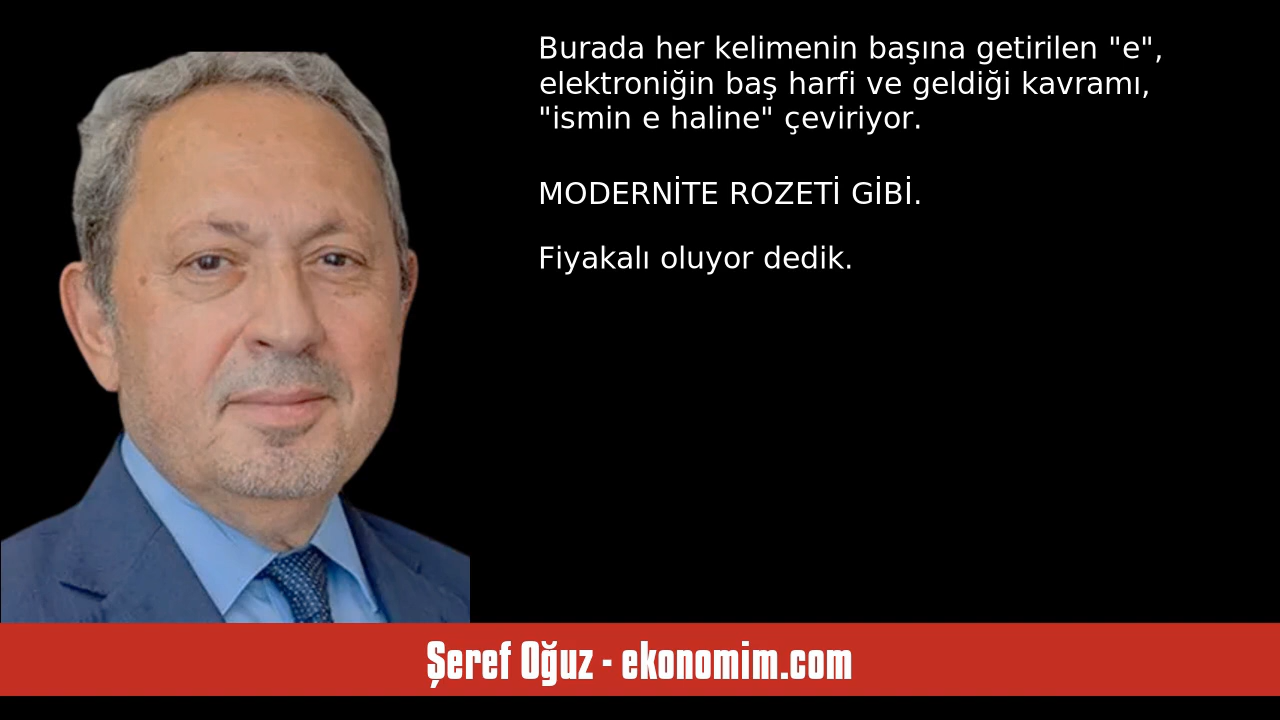 Burada her kelimenin başına getirilen "e",
elektroniğin baş harfi ve geldiği kavramı,
"ismin e haline" çeviriyor.
MODERNİTE ROZETİ GİBİ.
Fiyakalı oluyor dedik.
Şeref Oğuz - ekonomim.com